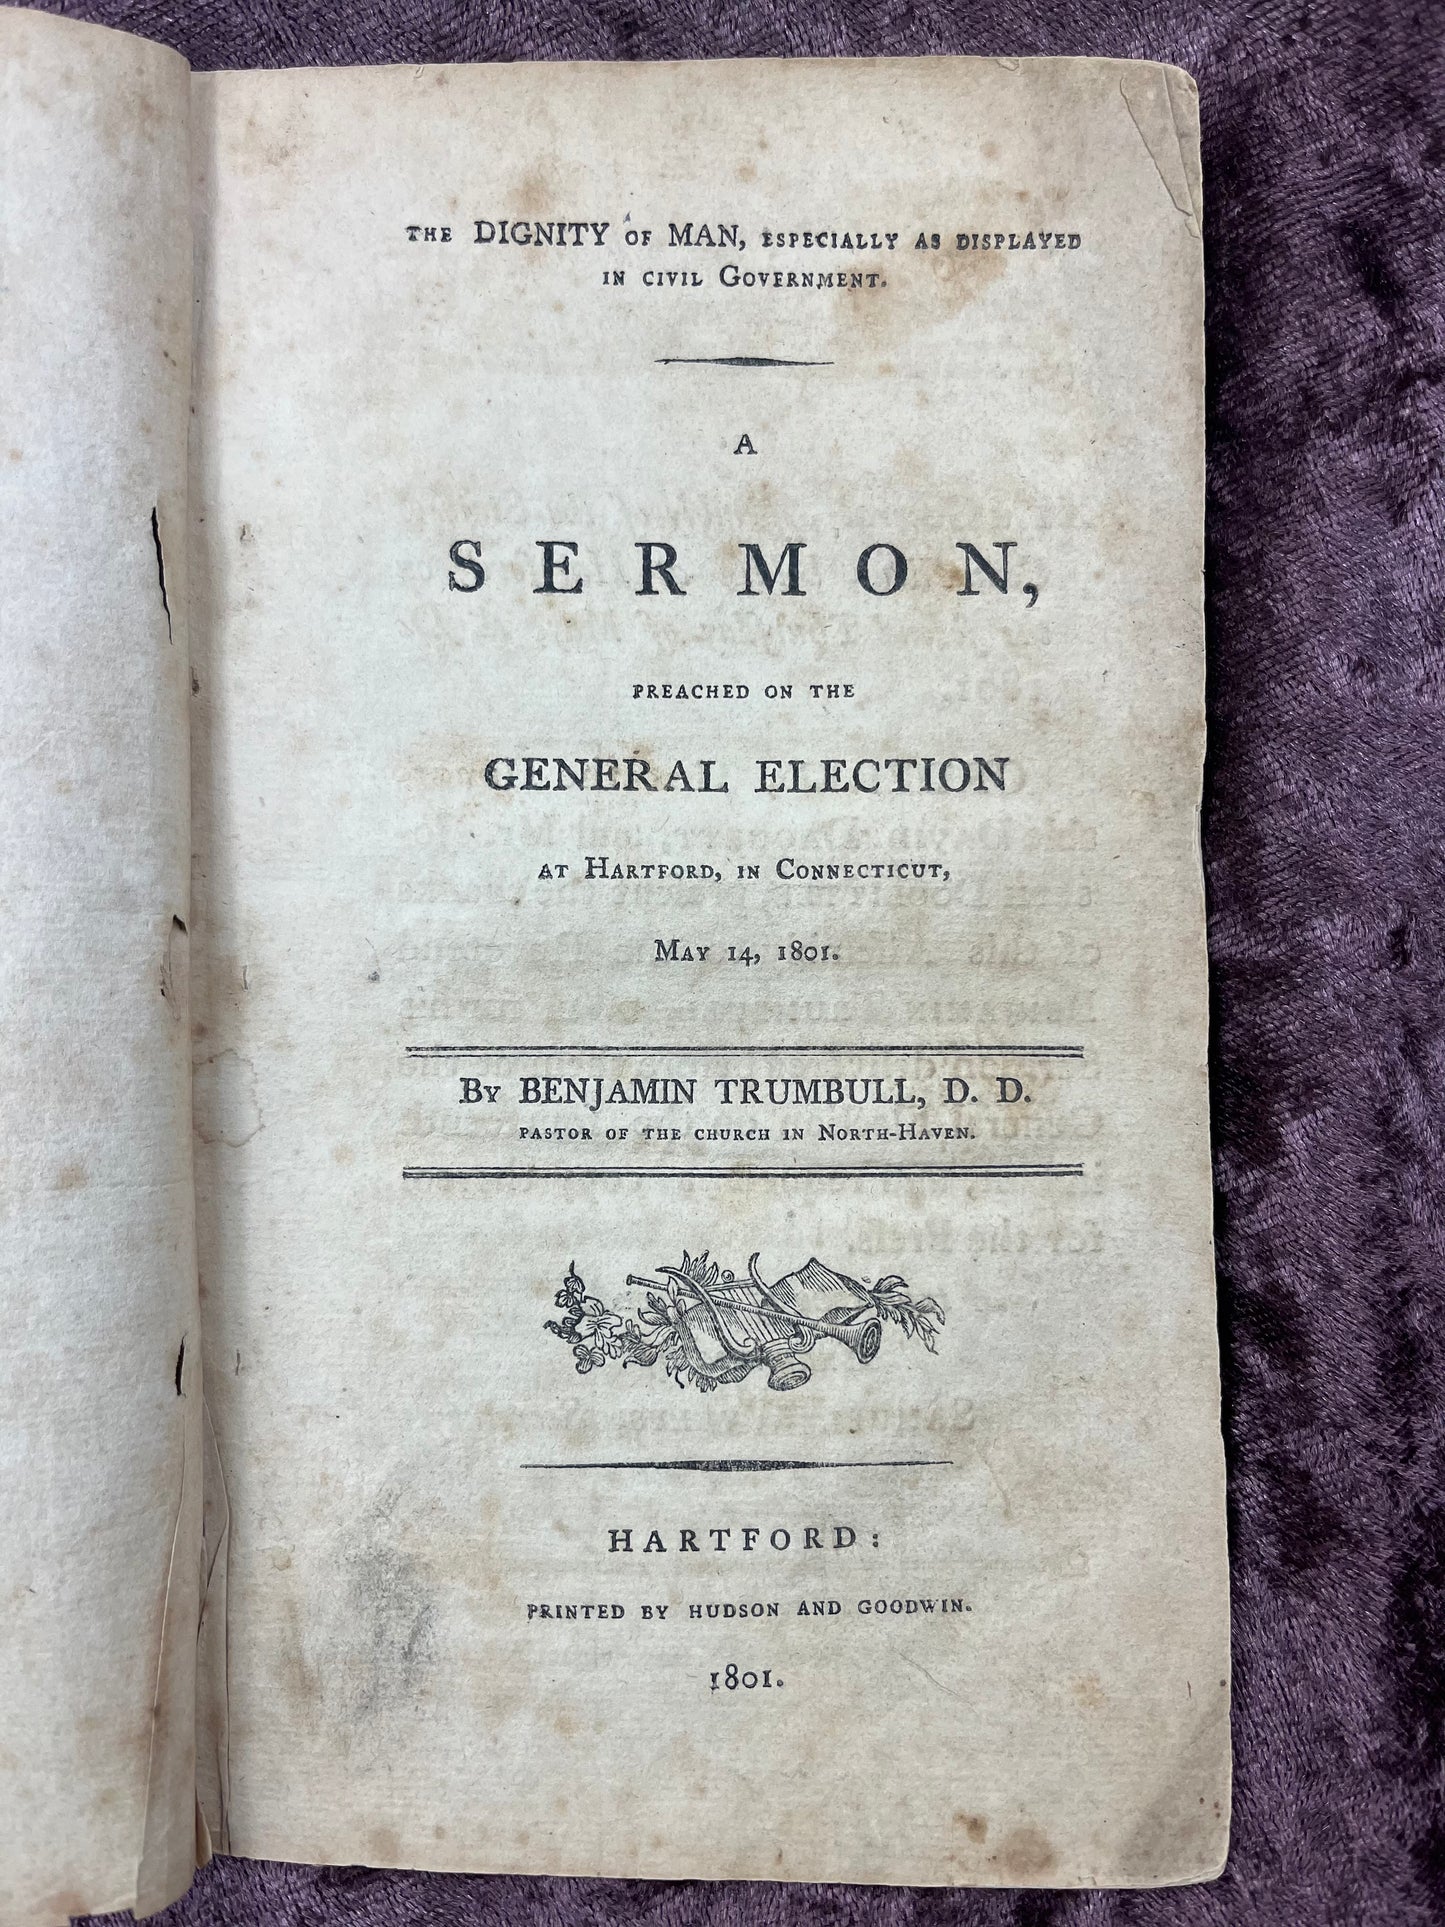 THE DIGNITY OF MAN, ESPECIALLY AS DISPLAYED
IN CIVIL GOVERNMENT.
A
SERMON,
PREACHED ON THE
GENERAL ELECTION
AT HARTFORD, IN CONNECTICUT,
MAY 14, 1801.
BY BENJAMIN TRUMBULL, D. D.
PASTOR OF THE CHURCH IN NORTH-HAVEN.
HARTFORD:
PRINTED BY HUDSON AND GOODWIN.
1801.